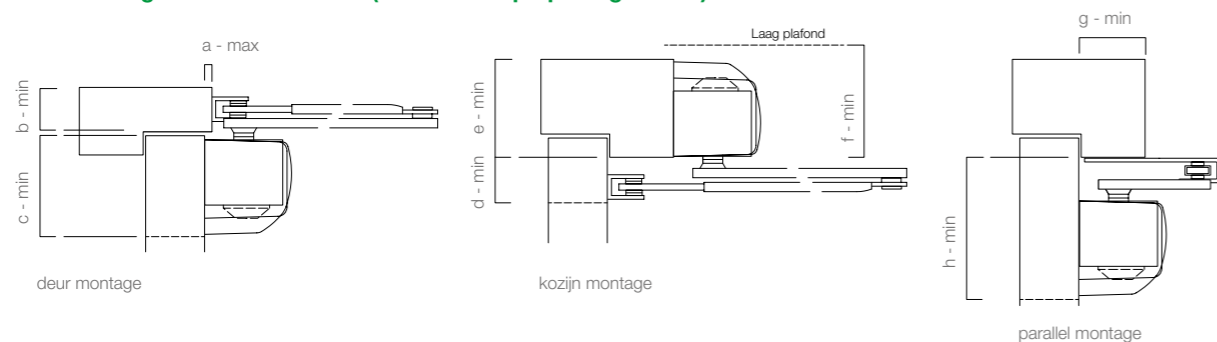 a - max
b - min
c - min
deur montage
Laag plafond
e - min
f - min
d - min
kozijn montage
g - min
h - min
parallel montage